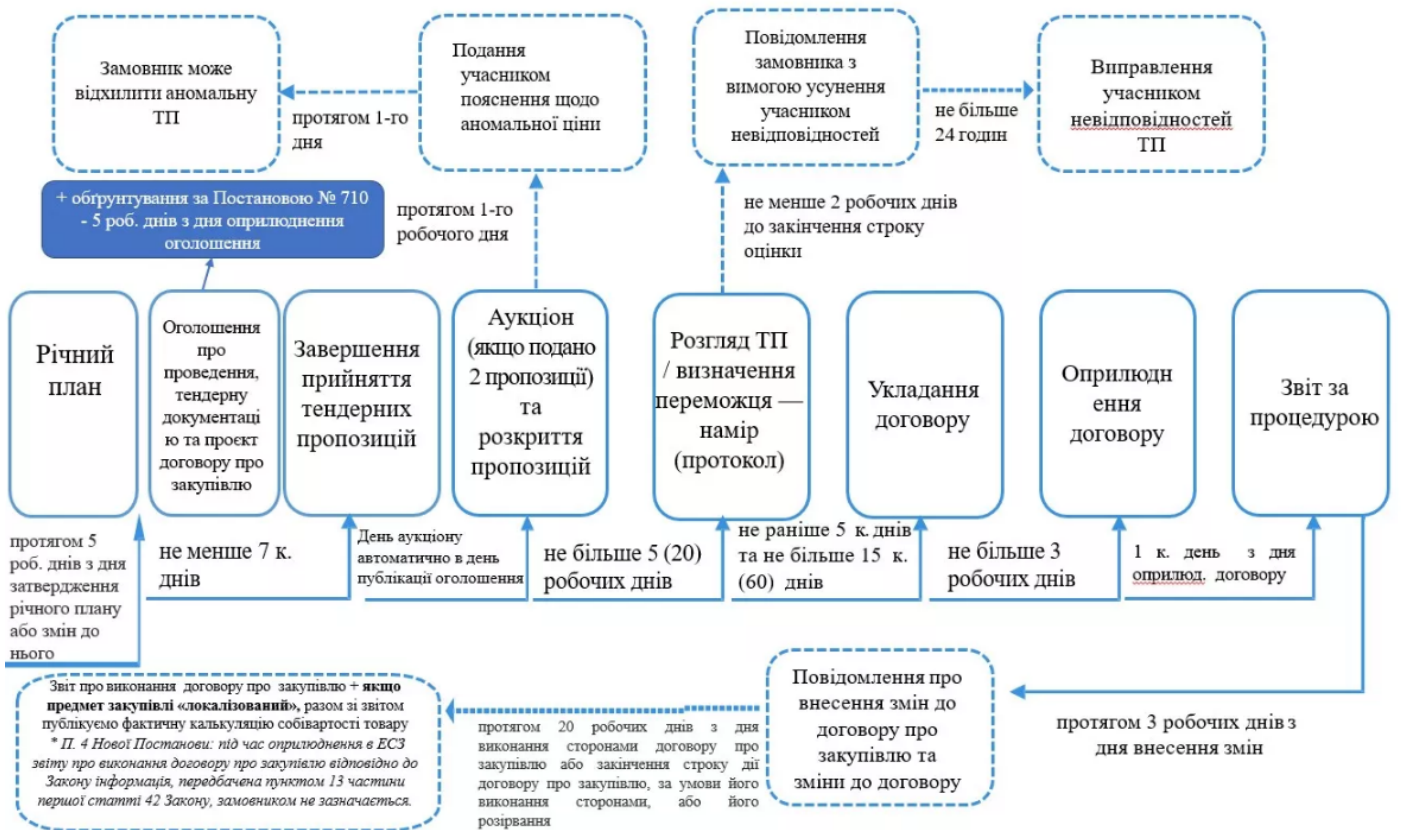 Замовник може
відхилити аномальну
ТП
протягом 1-го
дня
Подання
учасником
пояснення щодо
аномальної ціни
Повідомлення
замовника з
вимогою усунення
учасником
невідповідностей
не більше
24 годин
Виправлення
учасником
невідповідностей
ТП
+ обґрунтування за Постановою № 710
- 5 роб. днів з дня оприлюднення
оголошення
протягом 1-го
робочого дня
не менше 2 робочих днів
до закінчення строку
оцінки
Річний
план
Оголошення
про
проведення,
тендерну
документаці
ю та проєкт
договору про
закупівлю
Завершення
прийняття
тендерних
пропозицій
Аукціон
(якщо подано
2 пропозиції)
та
розкриття
пропозицій
Розгляд ТП
/ визначення
переможця —
намір
(протокол)
Укладання
договору
Оприлюдн
ення
договору
Звіт за
процедурою
протягом 5
роб. днів з дня
затвердження
річного плану
або змін до
нього
не менше 7 к.
днів
День аукціону
автоматично в день
публікації оголошення
не більше 5 (20)
робочих днів
не раніше 5 к. днів
та не більше 15 к.
(60) днів
не більше 3
робочих днів
1 к. день з дня
оприлюд. договору
протягом 3 робочих днів з
дня внесення змін
Повідомлення про
внесення змін до
договору про
закупівлю та
зміни до договору
протягом 20 робочих днів з дня
виконання сторонами договору про
закупівлю або закінчення строку дії
договору про закупівлю, за умови його
виконання сторонами, або його
розірвання
Звіт про виконання договору про закупівлю + якщо
предмет закупівлі «локалізований», разом зі звітом
публікуємо фактичну калькуляцію собівартості товару
* П. 4 Нової Постанови: під час оприлюднення в ЕСЗ
звіту про виконання договору про закупівлю відповідно до
Закону інформація, передбачена пунктом 13 частини
першої статті 42 Закону, замовником не зазначається.